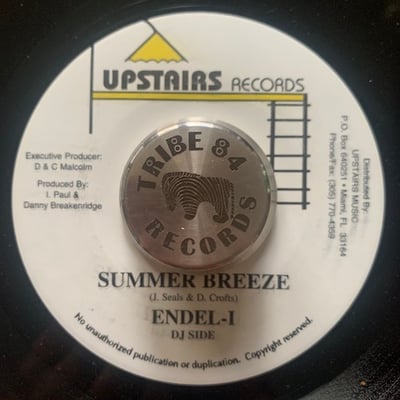 UPSTAIRS RECORDS
Executive Producer:
D & C Malcolm
Produced By:
I. Paul &
Danny Breakenridge
Distributed By:
UPSTAIRS MUSIC
P.O. Box 640251 • Miami, FL 33164
Phone/Fax: (305) 770-4359
TRIBE 84
RECORDS
SUMMER BREEZE
(J. Seals & D. Crofts)
ENDEL-I
DJ SIDE
No unauthorized publication or duplication. Copyright reserved.